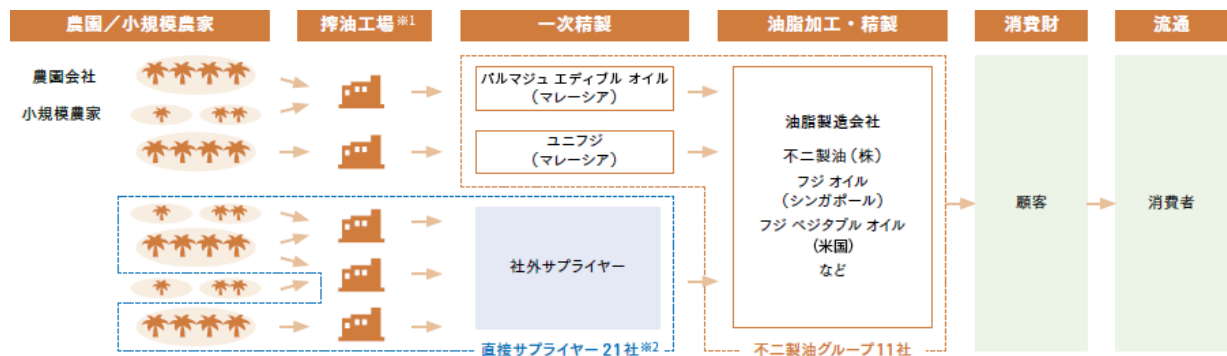 農園／小規模農家
搾油工場※1
一次精製
油脂加工・精製
消費財
流通
農園会社
小規模農家
パルマジュ エディブル オイル
（マレーシア）
ユニフジ
（マレーシア）
油脂製造会社
不二製油（株）
フジ オイル
（シンガポール）
フジ ベジタブル オイル
（米国）
など
顧客
消費者
社外サプライヤー
直接サプライヤー 21社※2
不二製油グループ11社